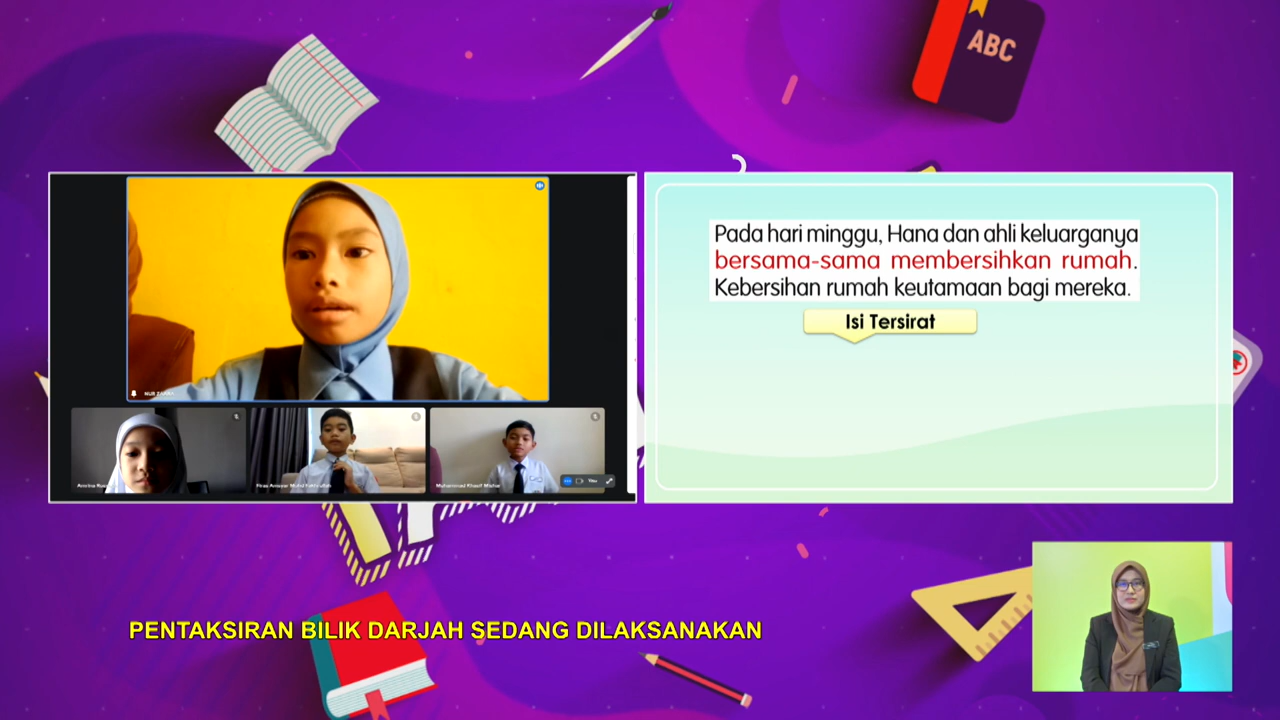 ABC
Pada hari minggu, Hana dan ahli keluarganya
bersama-sama membersihkan rumah.
Kebersihan rumah keutamaan bagi mereka.
Isi Tersirat
You
PENTAKSIRAN BILIK DARJAH SEDANG DILAKSANAKAN